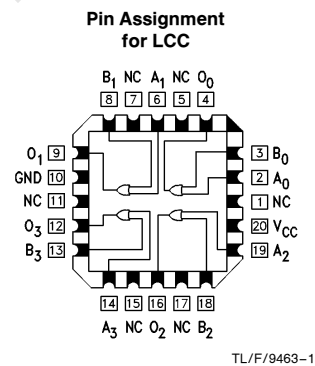 Pin Assignment
for LCC
B1 NC A1 NC O0
8 7 6 5 4
O1 9
GND 10
NC 11
O3 12
B3 13
3 B0
2 A0
1 NC
20 VCC
19 A2
14 15 16 17 18
A3 NC O2 NC B2
TL/F/9463-1